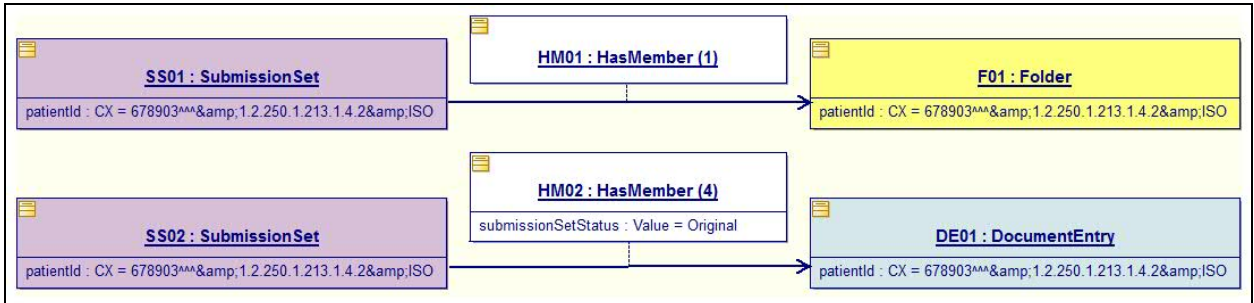 HM01 : HasMember (1)
SS01 : SubmissionSet
F01 : Folder
patientId : CX = 678903^^^&amp;1.2.250.1.213.1.4.2&amp;ISO
patientId : CX = 678903^^^&amp;1.2.250.1.213.1.4.2&amp;ISO
HM02 : HasMember (4)
submissionSetStatus : Value = Original
SS02 : SubmissionSet
DE01 : DocumentEntry
patientId : CX = 678903^^^&amp;1.2.250.1.213.1.4.2&amp;ISO
patientId : CX = 678903^^^&amp;1.2.250.1.213.1.4.2&amp;ISO